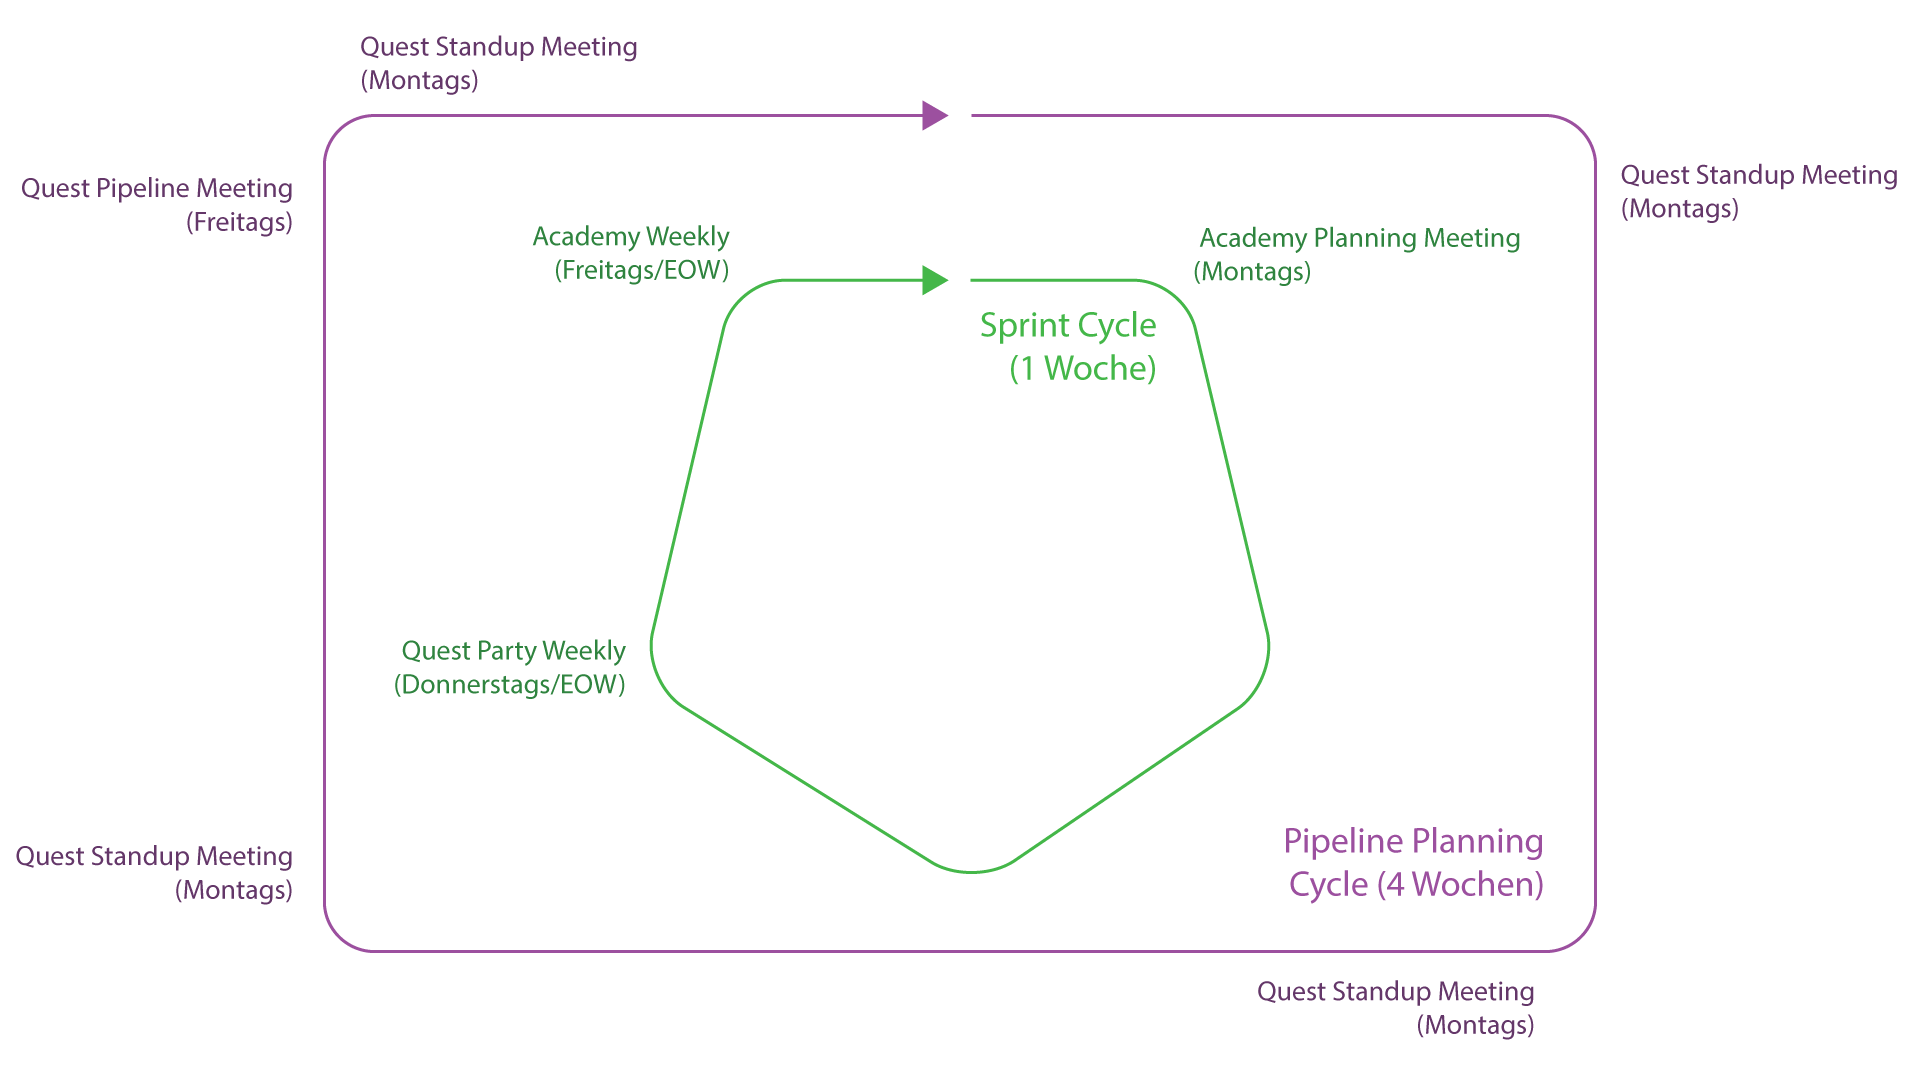 Quest Standup Meeting
(Montags)
Quest Pipeline Meeting
(Freitags)
Quest Standup Meeting
(Montags)
Academy Weekly
(Freitags/EOW)
Academy Planning Meeting
(Montags)
Sprint Cycle
(1 Woche)
Quest Party Weekly
(Donnerstags/EOW)
Quest Standup Meeting
(Montags)
Pipeline Planning
Cycle (4 Wochen)
Quest Standup Meeting
(Montags)